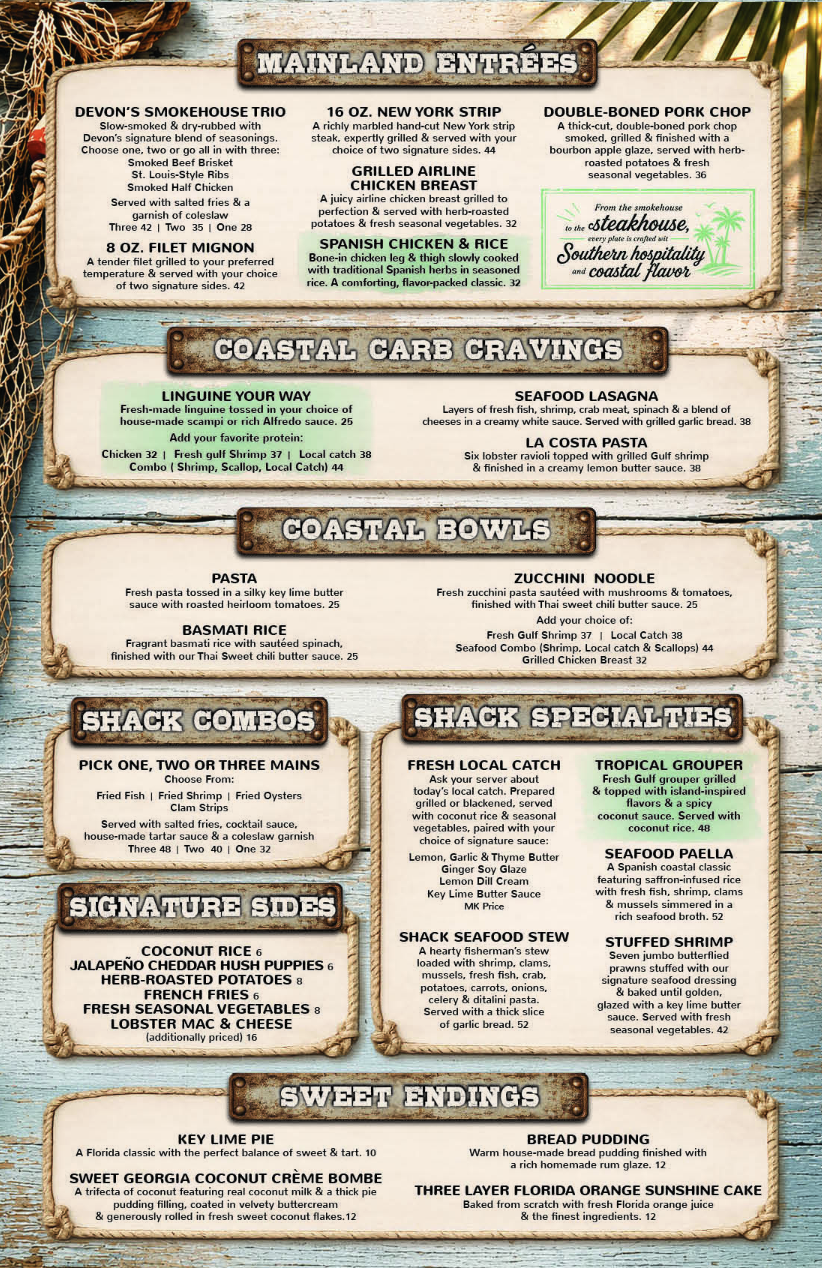 MAINLAND ENTRÉES
DEVON'S SMOKEHOUSE TRIO
Slow-smoked & dry-rubbed with
Devon's signature blend of seasonings.
Choose one, two or go all in with three:
Smoked Beef Brisket
St. Louis-Style Ribs
Smoked Half Chicken
Served with salted fries & a
garnish of coleslaw
Three 42 | Two 35 | One 28
8 OZ. FILET MIGNON
A tender filet grilled to your preferred
temperature & served with your choice
of two signature sides. 42
16 OZ. NEW YORK STRIP
A richly marbled hand-cut New York strip
steak, expertly grilled & served with your
choice of two signature sides. 44
GRILLED AIRLINE
CHICKEN BREAST
A juicy airline chicken breast grilled to
perfection & served with herb-roasted
potatoes & fresh seasonal vegetables. 32
SPANISH CHICKEN & RICE
Bone-in chicken leg & thigh slowly cooked
with traditional Spanish herbs in seasoned
rice. A comforting, flavor-packed classic. 32
DOUBLE-BONED PORK CHOP
A thick-cut, double-boned pork chop
smoked, grilled & finished with a
bourbon apple glaze, served with herb-
roasted potatoes & fresh
seasonal vegetables. 36
From the smokehouse
to the steakhouse,
every plate is crafted wit
Southern hospitality
and coastal flavor
COASTAL CARB CRAVINGS
LINGUINE YOUR WAY
Fresh-made linguine tossed in your choice of
house-made scampi or rich Alfredo sauce. 25
Add your favorite protein:
Chicken 32 | Fresh gulf Shrimp 37 | Local catch 38
Combo ( Shrimp, Scallop, Local Catch) 44
SEAFOOD LASAGNA
Layers of fresh fish, shrimp, crab meat, spinach & a blend of
cheeses in a creamy white sauce. Served with grilled garlic bread. 38
LA COSTA PASTA
Six lobster ravioli topped with grilled Gulf shrimp
& finished in a creamy lemon butter sauce. 38
COASTAL BOWLS
PASTA
Fresh pasta tossed in a silky key lime butter
sauce with roasted heirloom tomatoes. 25
BASMATI RICE
Fragrant basmati rice with sautéed spinach,
finished with our Thai Sweet chili butter sauce. 25
ZUCCHINI NOODLE
Fresh zucchini pasta sautéed with mushrooms & tomatoes,
finished with Thai sweet chili butter sauce. 25
Add your choice of:
Fresh Gulf Shrimp 37 | Local Catch 38
Seafood Combo (Shrimp, Local catch & Scallops) 44
Grilled Chicken Breast 32
SHACK COMBOS
PICK ONE, TWO OR THREE MAINS
Choose From:
Fried Fish | Fried Shrimp | Fried Oysters
Clam Strips
Served with salted fries, cocktail sauce,
house-made tartar sauce & a coleslaw garnish
Three 48 | Two 40 | One 32
SIGNATURE SIDES
COCONUT RICE 6
JALAPEÑO CHEDDAR HUSH PUPPIES 6
HERB-ROASTED POTATOES 8
FRENCH FRIES 6
FRESH SEASONAL VEGETABLES 8
LOBSTER MAC & CHEESE
(additionally priced) 16
SHACK SPECIALTIES
FRESH LOCAL CATCH
Ask your server about
today's local catch. Prepared
grilled or blackened, served
with coconut rice & seasonal
vegetables, paired with your
choice of signature sauce:
Lemon, Garlic & Thyme Butter
Ginger Soy Glaze
Lemon Dill Cream
Key Lime Butter Sauce
MK Price
SHACK SEAFOOD STEW
A hearty fisherman's stew
loaded with shrimp, clams,
mussels, fresh fish, crab,
potatoes, carrots, onions,
celery & ditalini pasta.
Served with a thick slice
of garlic bread. 52
TROPICAL GROUPER
Fresh Gulf grouper grilled
& topped with island-inspired
flavors & a spicy
coconut sauce. Served with
coconut rice. 48
SEAFOOD PAELLA
A Spanish coastal classic
featuring saffron-infused rice
with fresh fish, shrimp, clams
& mussels simmered in a
rich seafood broth. 52
STUFFED SHRIMP
Seven jumbo butterflied
prawns stuffed with our
signature seafood dressing
& baked until golden,
glazed with a key lime butter
sauce. Served with fresh
seasonal vegetables. 42
SWEET ENDINGS
KEY LIME PIE
A Florida classic with the perfect balance of sweet & tart. 10
SWEET GEORGIA COCONUT CRÈME BOMBE
A trifecta of coconut featuring real coconut milk & a thick pie
pudding filling, coated in velvety buttercream
& generously rolled in fresh sweet coconut flakes.12
BREAD PUDDING
Warm house-made bread pudding finished with
a rich homemade rum glaze. 12
THREE LAYER FLORIDA ORANGE SUNSHINE CAKE
Baked from scratch with fresh Florida orange juice
& the finest ingredients. 12